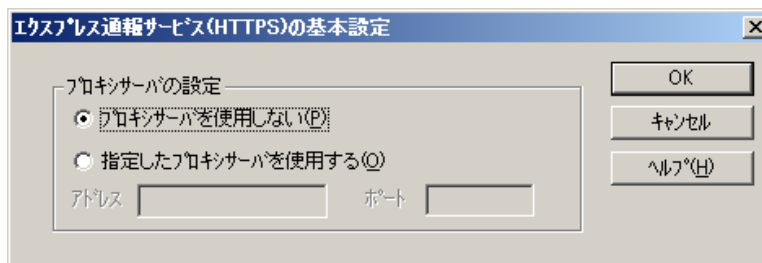 エクスプレス通報サービス(HTTPS)の基本設定
プロキシサーバの設定
プロキシサーバを使用しない(P)
指定したプロキシサーバを使用する(O)
アドレス
ポート
OK
キャンセル
ヘルプ(H)